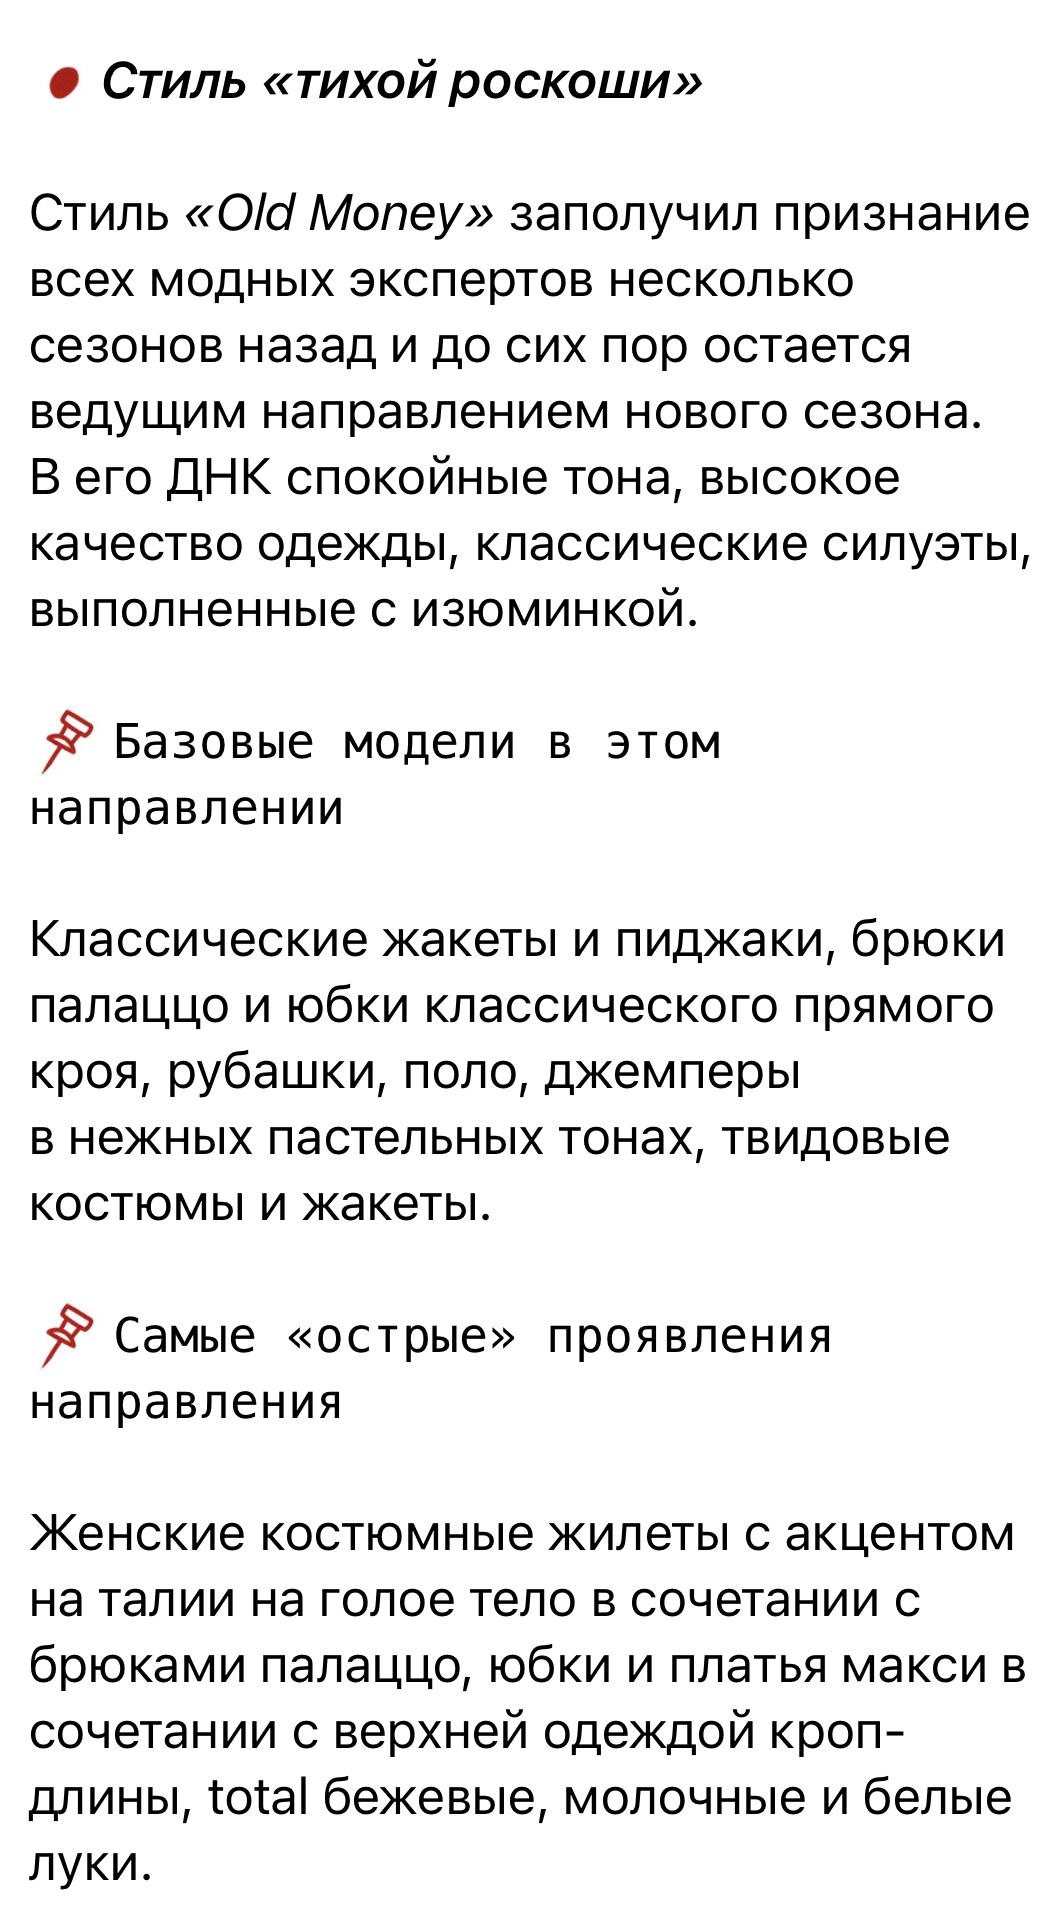 Стиль «тихой роскоши»
Стиль «Old Money» заполучил признание
всех модных экспертов несколько
сезонов назад и до сих пор остается
ведущим направлением нового сезона.
В его ДНК спокойные тона, высокое
качество одежды, классические силуэты,
выполненные с изюминкой.
Базовые модели в этом
направлении
Классические жакеты и пиджаки, брюки
палаццо и юбки классического прямого
кроя, рубашки, поло, джемперы
в нежных пастельных тонах, твидовые
костюмы и жакеты.
Самые «острые» проявления
направления
Женские костюмные жилеты с акцентом
на талии на голое тело в сочетании с
брюками палаццо, юбки и платья макси в
сочетании с верхней одеждой кроп-
длины, total бежевые, молочные и белые
луки.